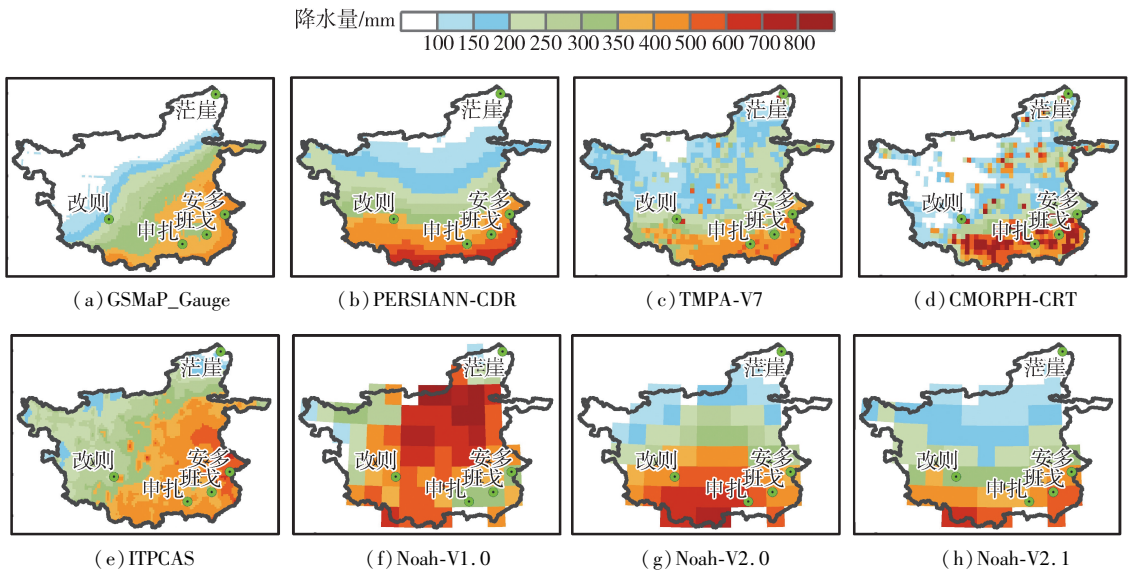 降水量/mm
100 150 200 250 300 350 400 500 600 700 800
茫崖 茫崖 茫崖 茫崖
改则 安多 改则 安多 改则 安多 改则 安多
班戈 班戈 班戈 班戈
申扎 申扎 申扎 申扎
(a)GSMaP_Gauge (b)PERSIANN-CDR (c)TMPA-V7 (d)CMORPH-CRT
茫崖 茫崖 茫崖 茫崖
改则 安多 改则 安多 改则 安多 改则 安多
班戈 班戈 班戈 班戈
申扎 申扎 申扎 申扎
(e)ITPCAS (f)Noah-V1.0 (g)Noah-V2.0 (h)Noah-V2.1